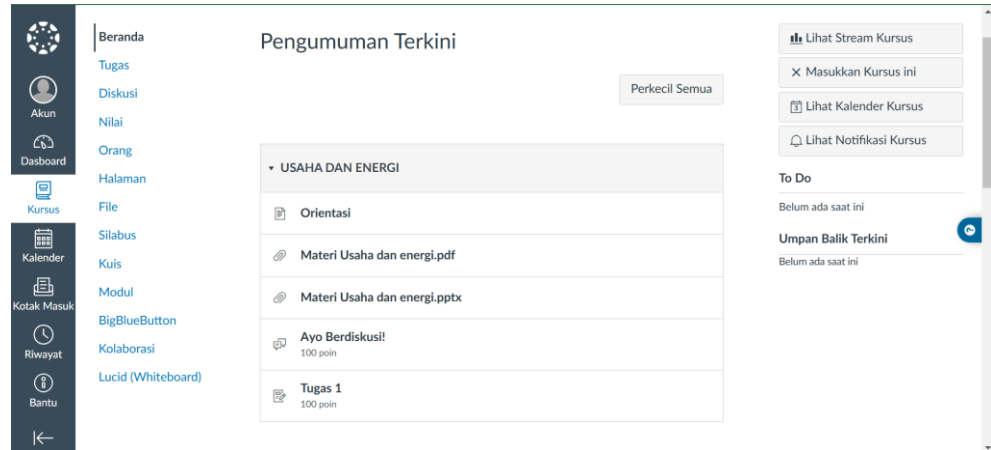 Akun
Dasboard
Kursus
Kalender
Kotak Masuk
Riwayat
Bantu
Beranda
Tugas
Diskusi
Nilai
Orang
Halaman
File
Silabus
Kuis
Modul
BigBlueButton
Kolaborasi
Lucid (Whiteboard)
Pengumuman Terkini
Perkecil Semua
USAHA DAN ENERGI
Orientasi
Materi Usaha dan energi.pdf
Materi Usaha dan energi.pptx
Ayo Berdiskusi!
100 poin
Tugas 1
100 poin
Lihat Stream Kursus
Masukkan Kursus ini
Lihat Kalender Kursus
Lihat Notifikasi Kursus
To Do
Belum ada saat ini
Umpan Balik Terkini
Belum ada saat ini